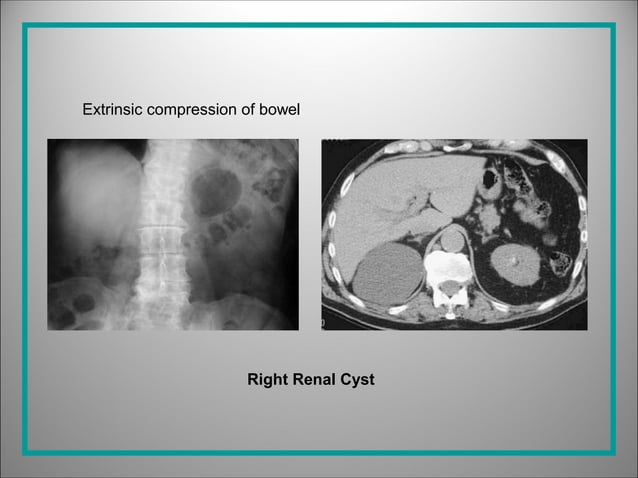 Extrinsic compression of bowel
Right Renal Cyst